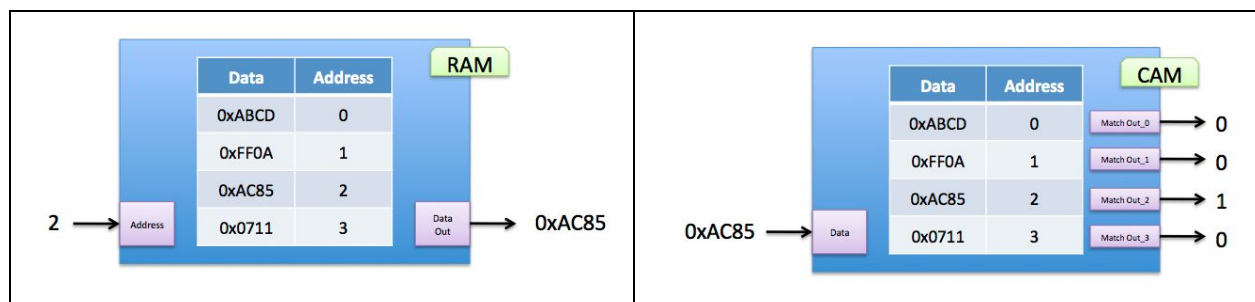 RAM
Data Address
0xABCD 0
0xFF0A 1
0xAC85 2
0x0711 3
2
Address
Data
Out
0xAC85
CAM
Data Address
0xABCD 0
0xFF0A 1
0xAC85 2
0x0711 3
0xAC85
Data
Match Out_0
0
Match Out_1
0
Match Out_2
1
Match Out_3
0